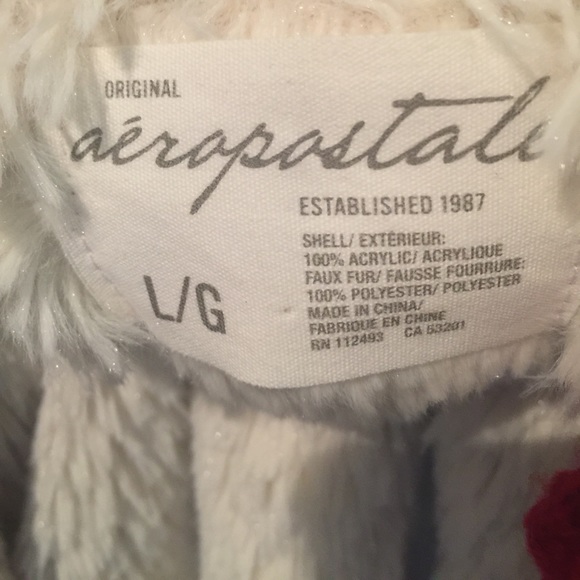 ORIGINAL
aéropostale
ESTABLISHED 1987
L/G
SHELL/ EXTÉRIEUR:
100% ACRYLIC/ ACRYLIQUE
FAUX FUR/ FAUSSE FOURRURE:
100% POLYESTER/ POLYESTER
MADE IN CHINA/
FABRIQUE EN CHINE
RN 112493 CA 53201